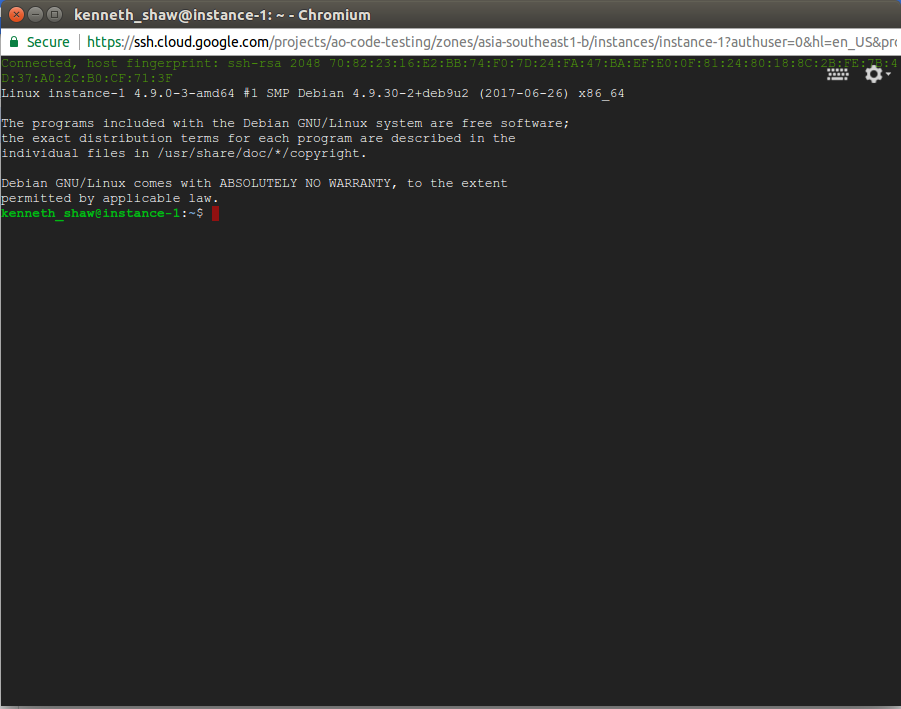 kenneth_shaw@instance-1: ~ - Chromium
Secure https://ssh.cloud.google.com/projects/ao-code-testing/zones/asia-southeast1-b/instances/instance-1?authuser=0&hl=en_US&pro
Connected, host fingerprint: ssh-rsa 2048 70:82:23:16:E2:BB:74:F0:7D:24:FA:47:BA:EF:E0:0F:81:24:80:18:8C:2B:FE:7B:4
D:37:A0:2C:B0:CF:71:3F
Linux instance-1 4.9.0-3-amd64 #1 SMP Debian 4.9.30-2+deb9u2 (2017-06-26) x86_64
The programs included with the Debian GNU/Linux system are free software;
the exact distribution terms for each program are described in the
individual files in /usr/share/doc/*/copyright.
Debian GNU/Linux comes with ABSOLUTELY NO WARRANTY, to the extent
permitted by applicable law.
kenneth_shaw@instance-1:~$